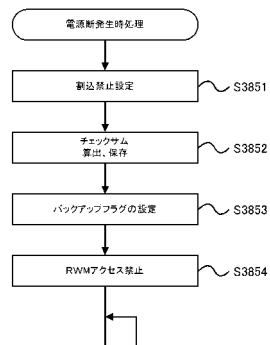 電源断発生時処理
割込禁止設定
S3851
チェックサム
算出、保存
S3852
バックアップフラグの設定
S3853
RWMアクセス禁止
S3854